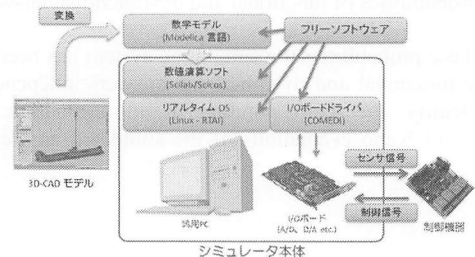 変換
数学モデル
(Modelica 言語)
フリーソフトウェア
数値演算ソフト
(Scilab/Scicos)
リアルタイム OS
(Linux - RTAI)
I/Oボードドライバ
(COMEDI)
センサ信号
3D-CAD モデル
汎用PC
I/Oボード
(A/D、D/A etc.)
制御信号
制御機器
シミュレータ本体